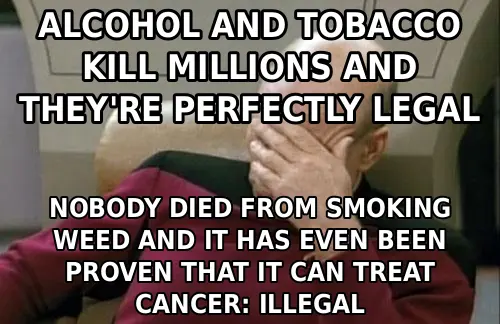 ALCOHOL AND TOBACCO
KILL MILLIONS AND
THEY'RE PERFECTLY LEGAL
NOBODY DIED FROM SMOKING
WEED AND IT HAS EVEN BEEN
PROVEN THAT IT CAN TREAT
CANCER: ILLEGAL